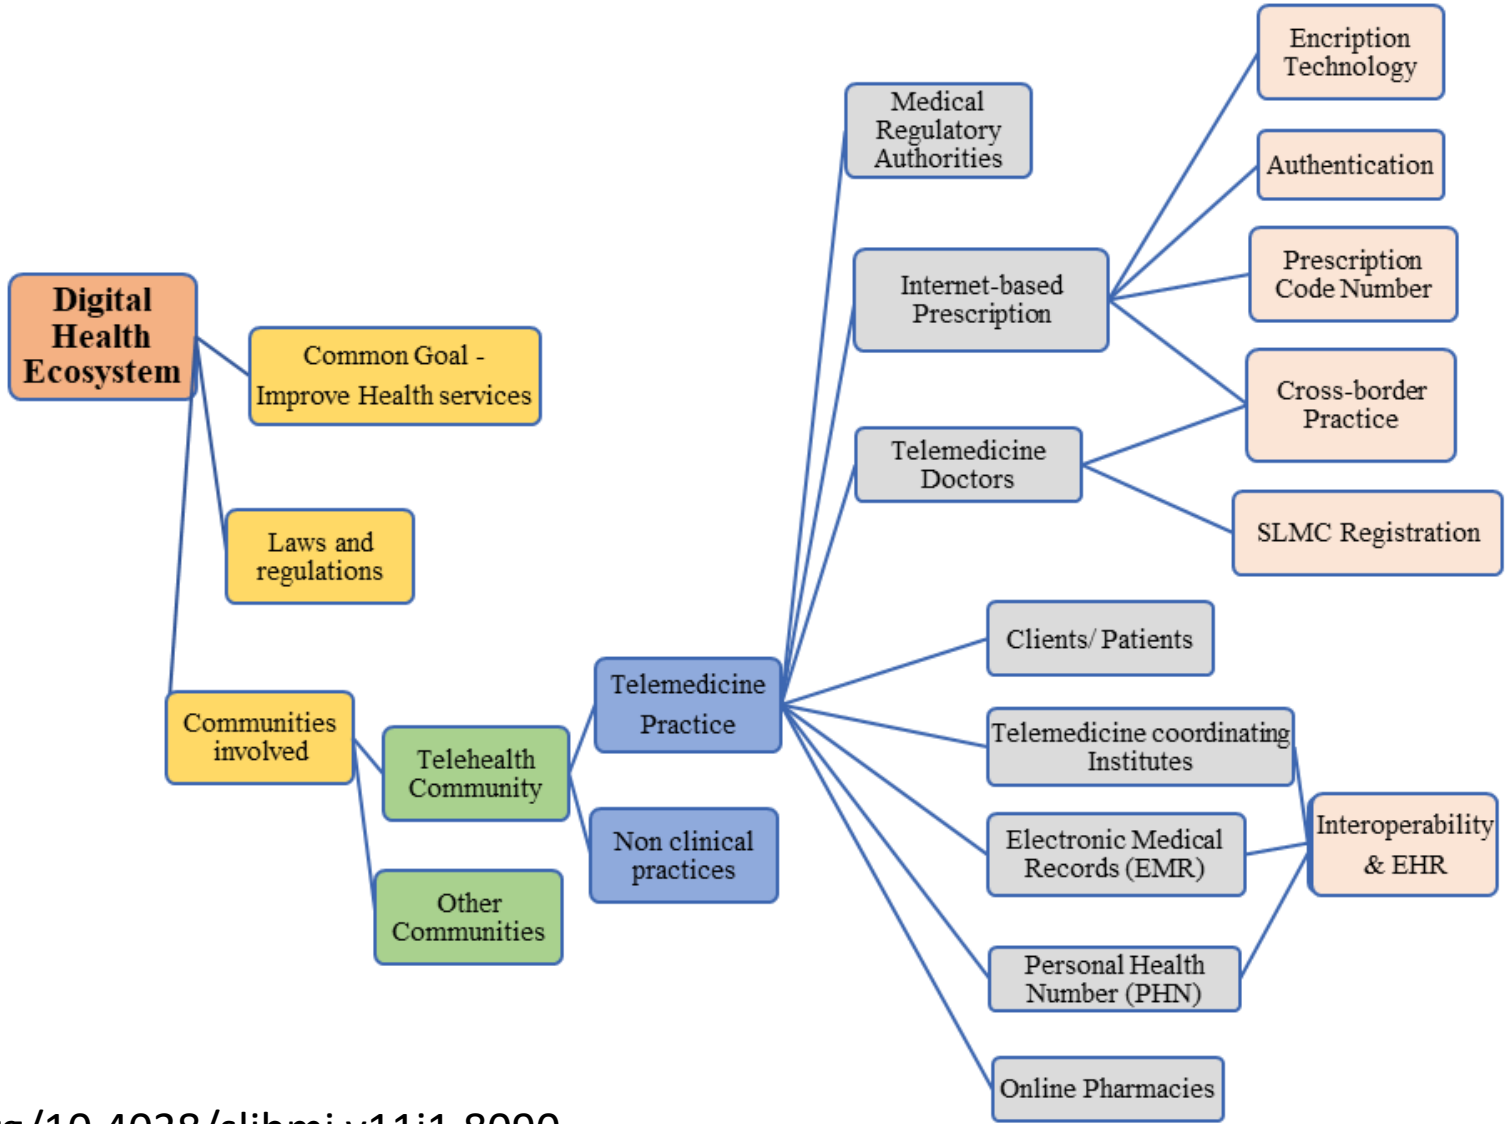 Digital
Health
Ecosystem
Common Goal -
Improve Health services
Laws and
regulations
Communities
involved
Telehealth
Community
Other
Communities
Telemedicine
Practice
Non clinical
practices
Medical
Regulatory
Authorities
Internet-based
Prescription
Telemedicine
Doctors
Clients/ Patients
Telemedicine coordinating
Institutes
Electronic Medical
Records (EMR)
Personal Health
Number (PHN)
Online Pharmacies
Encription
Technology
Authentication
Prescription
Code Number
Cross-border
Practice
SLMC Registration
Interoperability
& EHR